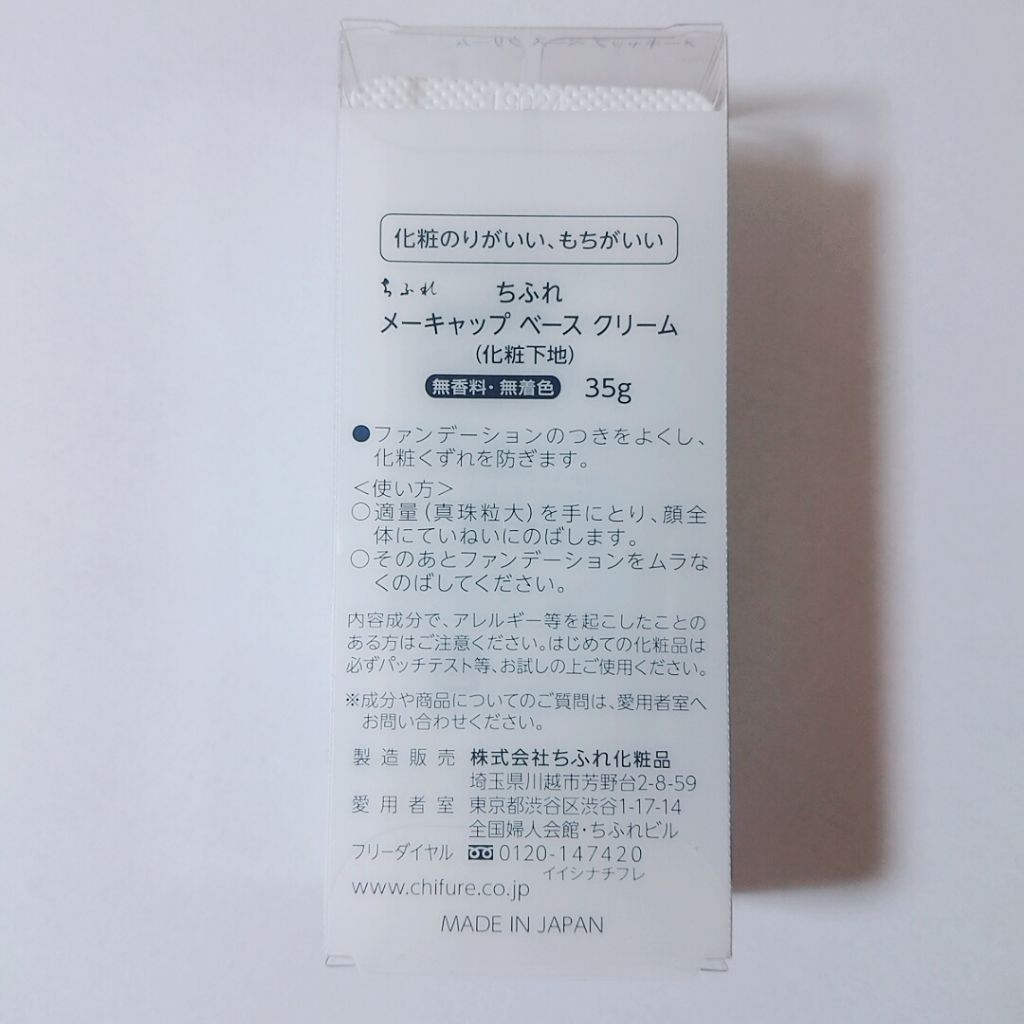 化粧のりがいい、もちがいい
ちふれ ちふれ
メーキャップ ベース クリーム
(化粧下地)
無香料・無着色 35g
●ファンデーションのつきをよくし、
化粧くずれを防ぎます。
＜使い方＞
○適量(真珠粒大)を手にとり、顔全
体にていねいにのばします。
○そのあとファンデーションをムラな
くのばしてください。
内容成分で、アレルギー等を起こしたことの
ある方はご注意ください。はじめての化粧品は
必ずパッチテスト等、お試しの上ご使用ください。
※成分や商品についてのご質問は、愛用者室へ
お問い合わせください。
製造販売 株式会社ちふれ化粧品
埼玉県川越市芳野台2-8-59
愛用者室 東京都渋谷区渋谷1-17-14
全国婦人会館・ちふれビル
フリーダイヤル 0120-147420
イイシナチフレ
www.chifure.co.jp
MADE IN JAPAN